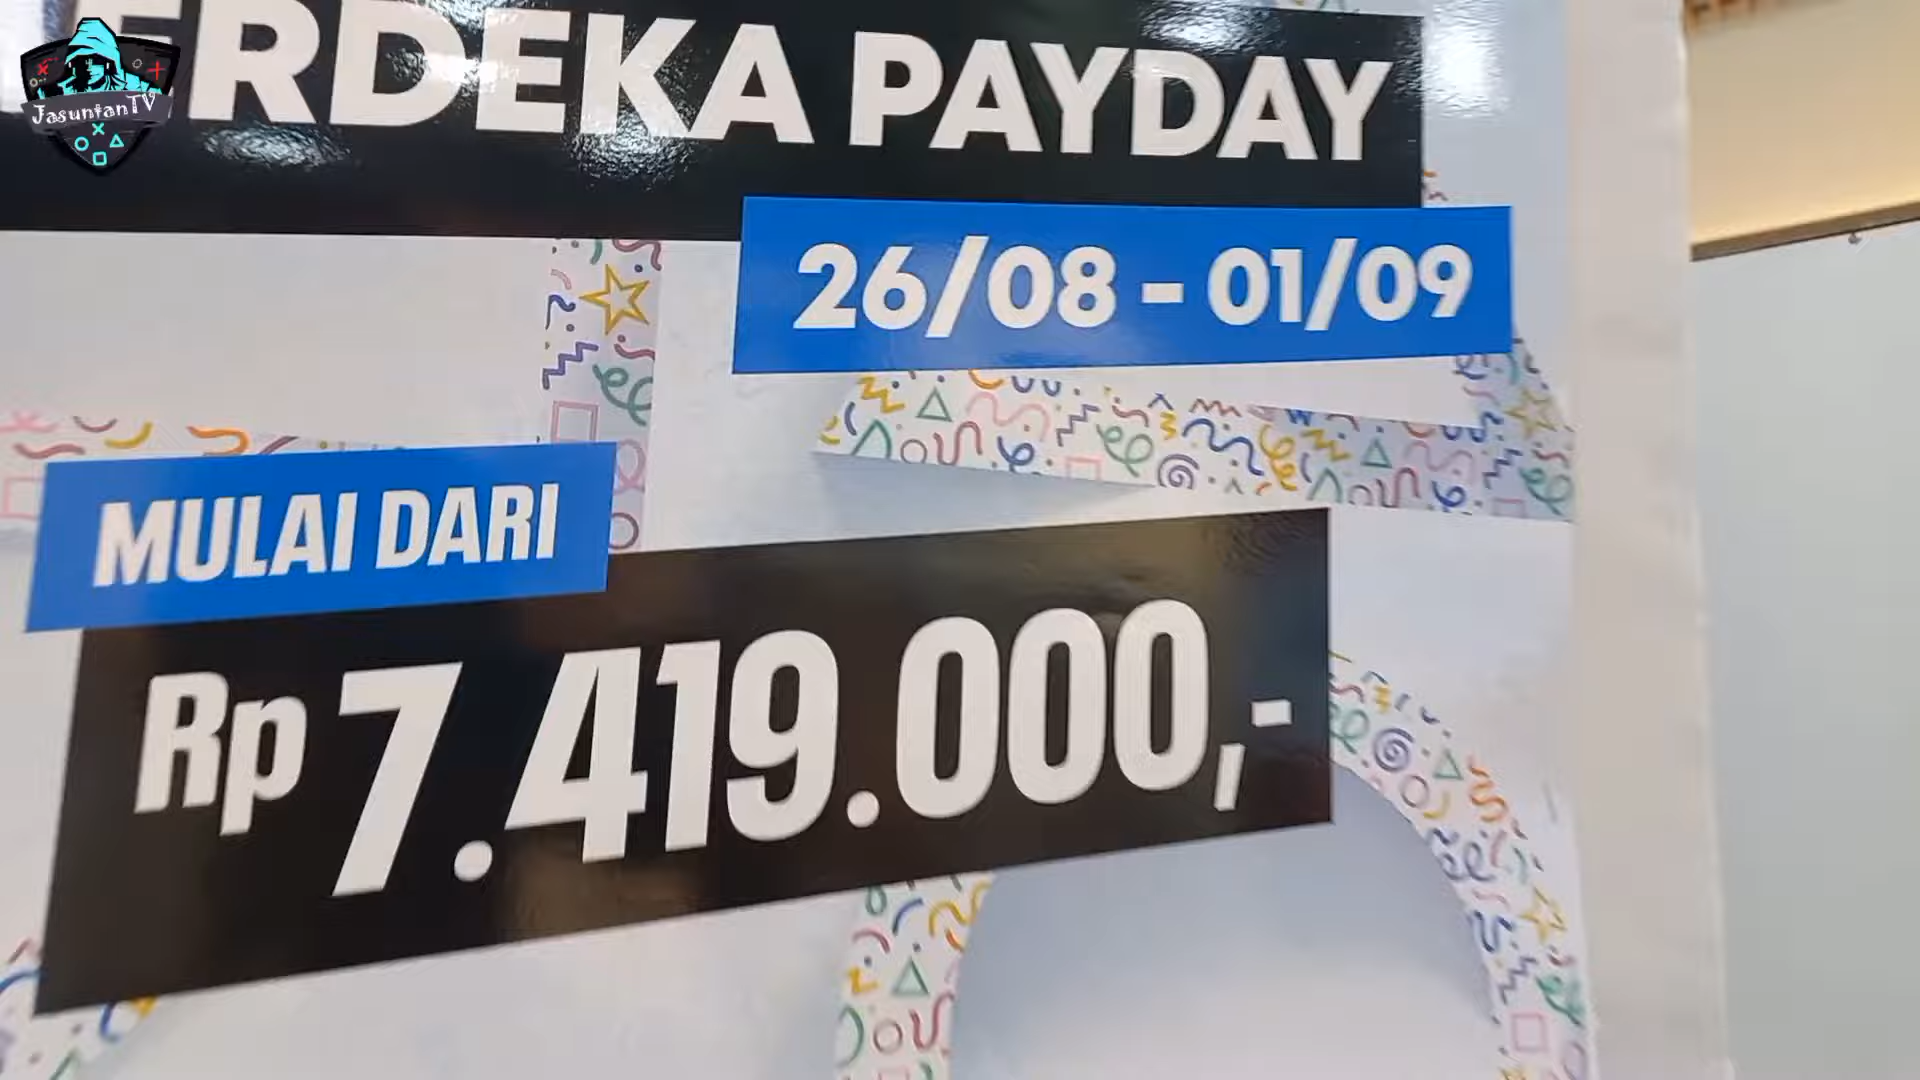 ERDEKA PAYDAY
JasuntanTV
26/08 - 01/09
MULAI DARI
Rp 7.419.000,-